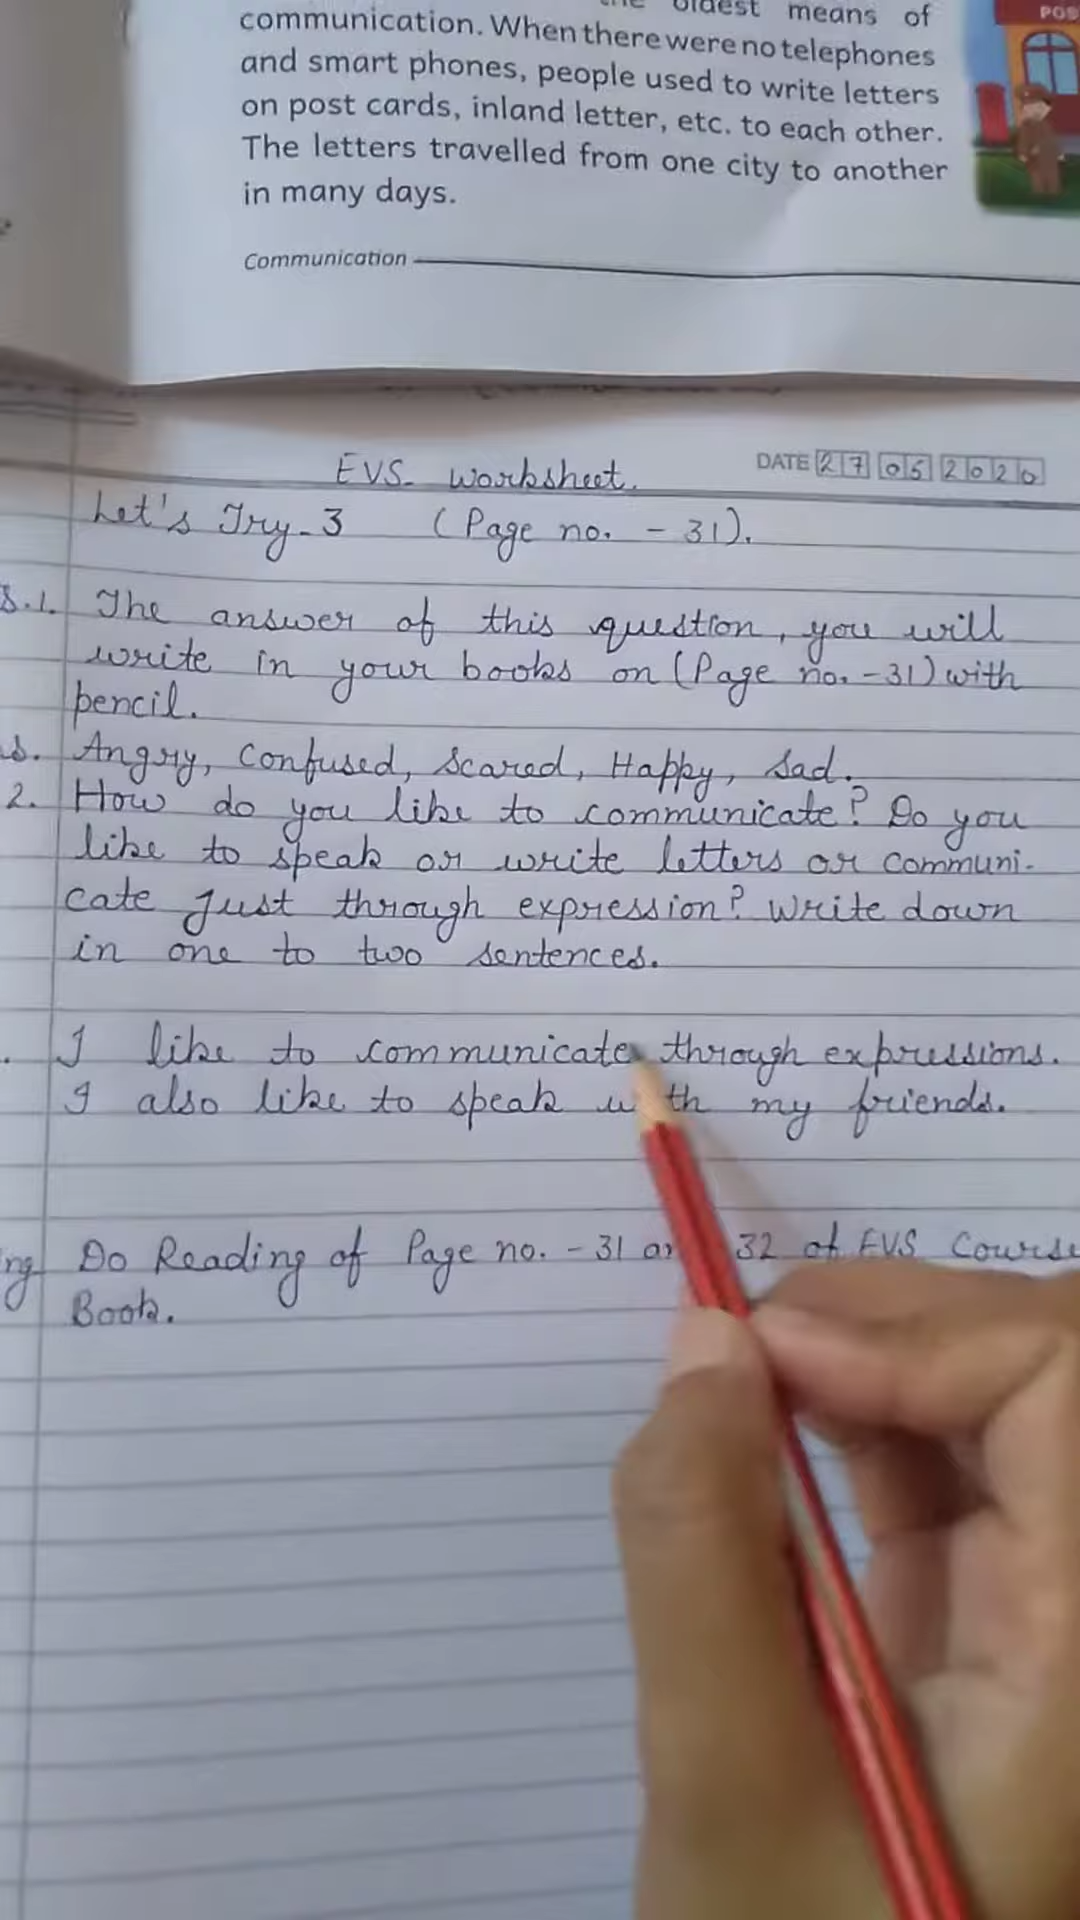 oldest means of
communication. When there were no telephones
and smart phones, people used to write letters
on post cards, inland letter, etc. to each other.
The letters travelled from one city to another
in many days.
POS
Communication
DATE 27 05 2020
EVS. Worksheet.
Let's Try-3 (Page no. - 31).
1. The answer of this question, you will
write in your books on (Page no. - 31) with
pencil.
s. Angry, Confused, Scared, Happy, Sad.
2. How do you like to communicate? Do you
like to speak or write letters or communi-
cate just through expression? Write down
in one to two sentences.
. I like to communicate through expressions.
I also like to speak with my friends.
ng Do Reading of Page no. - 31 an 32 of EVS Course
Book.